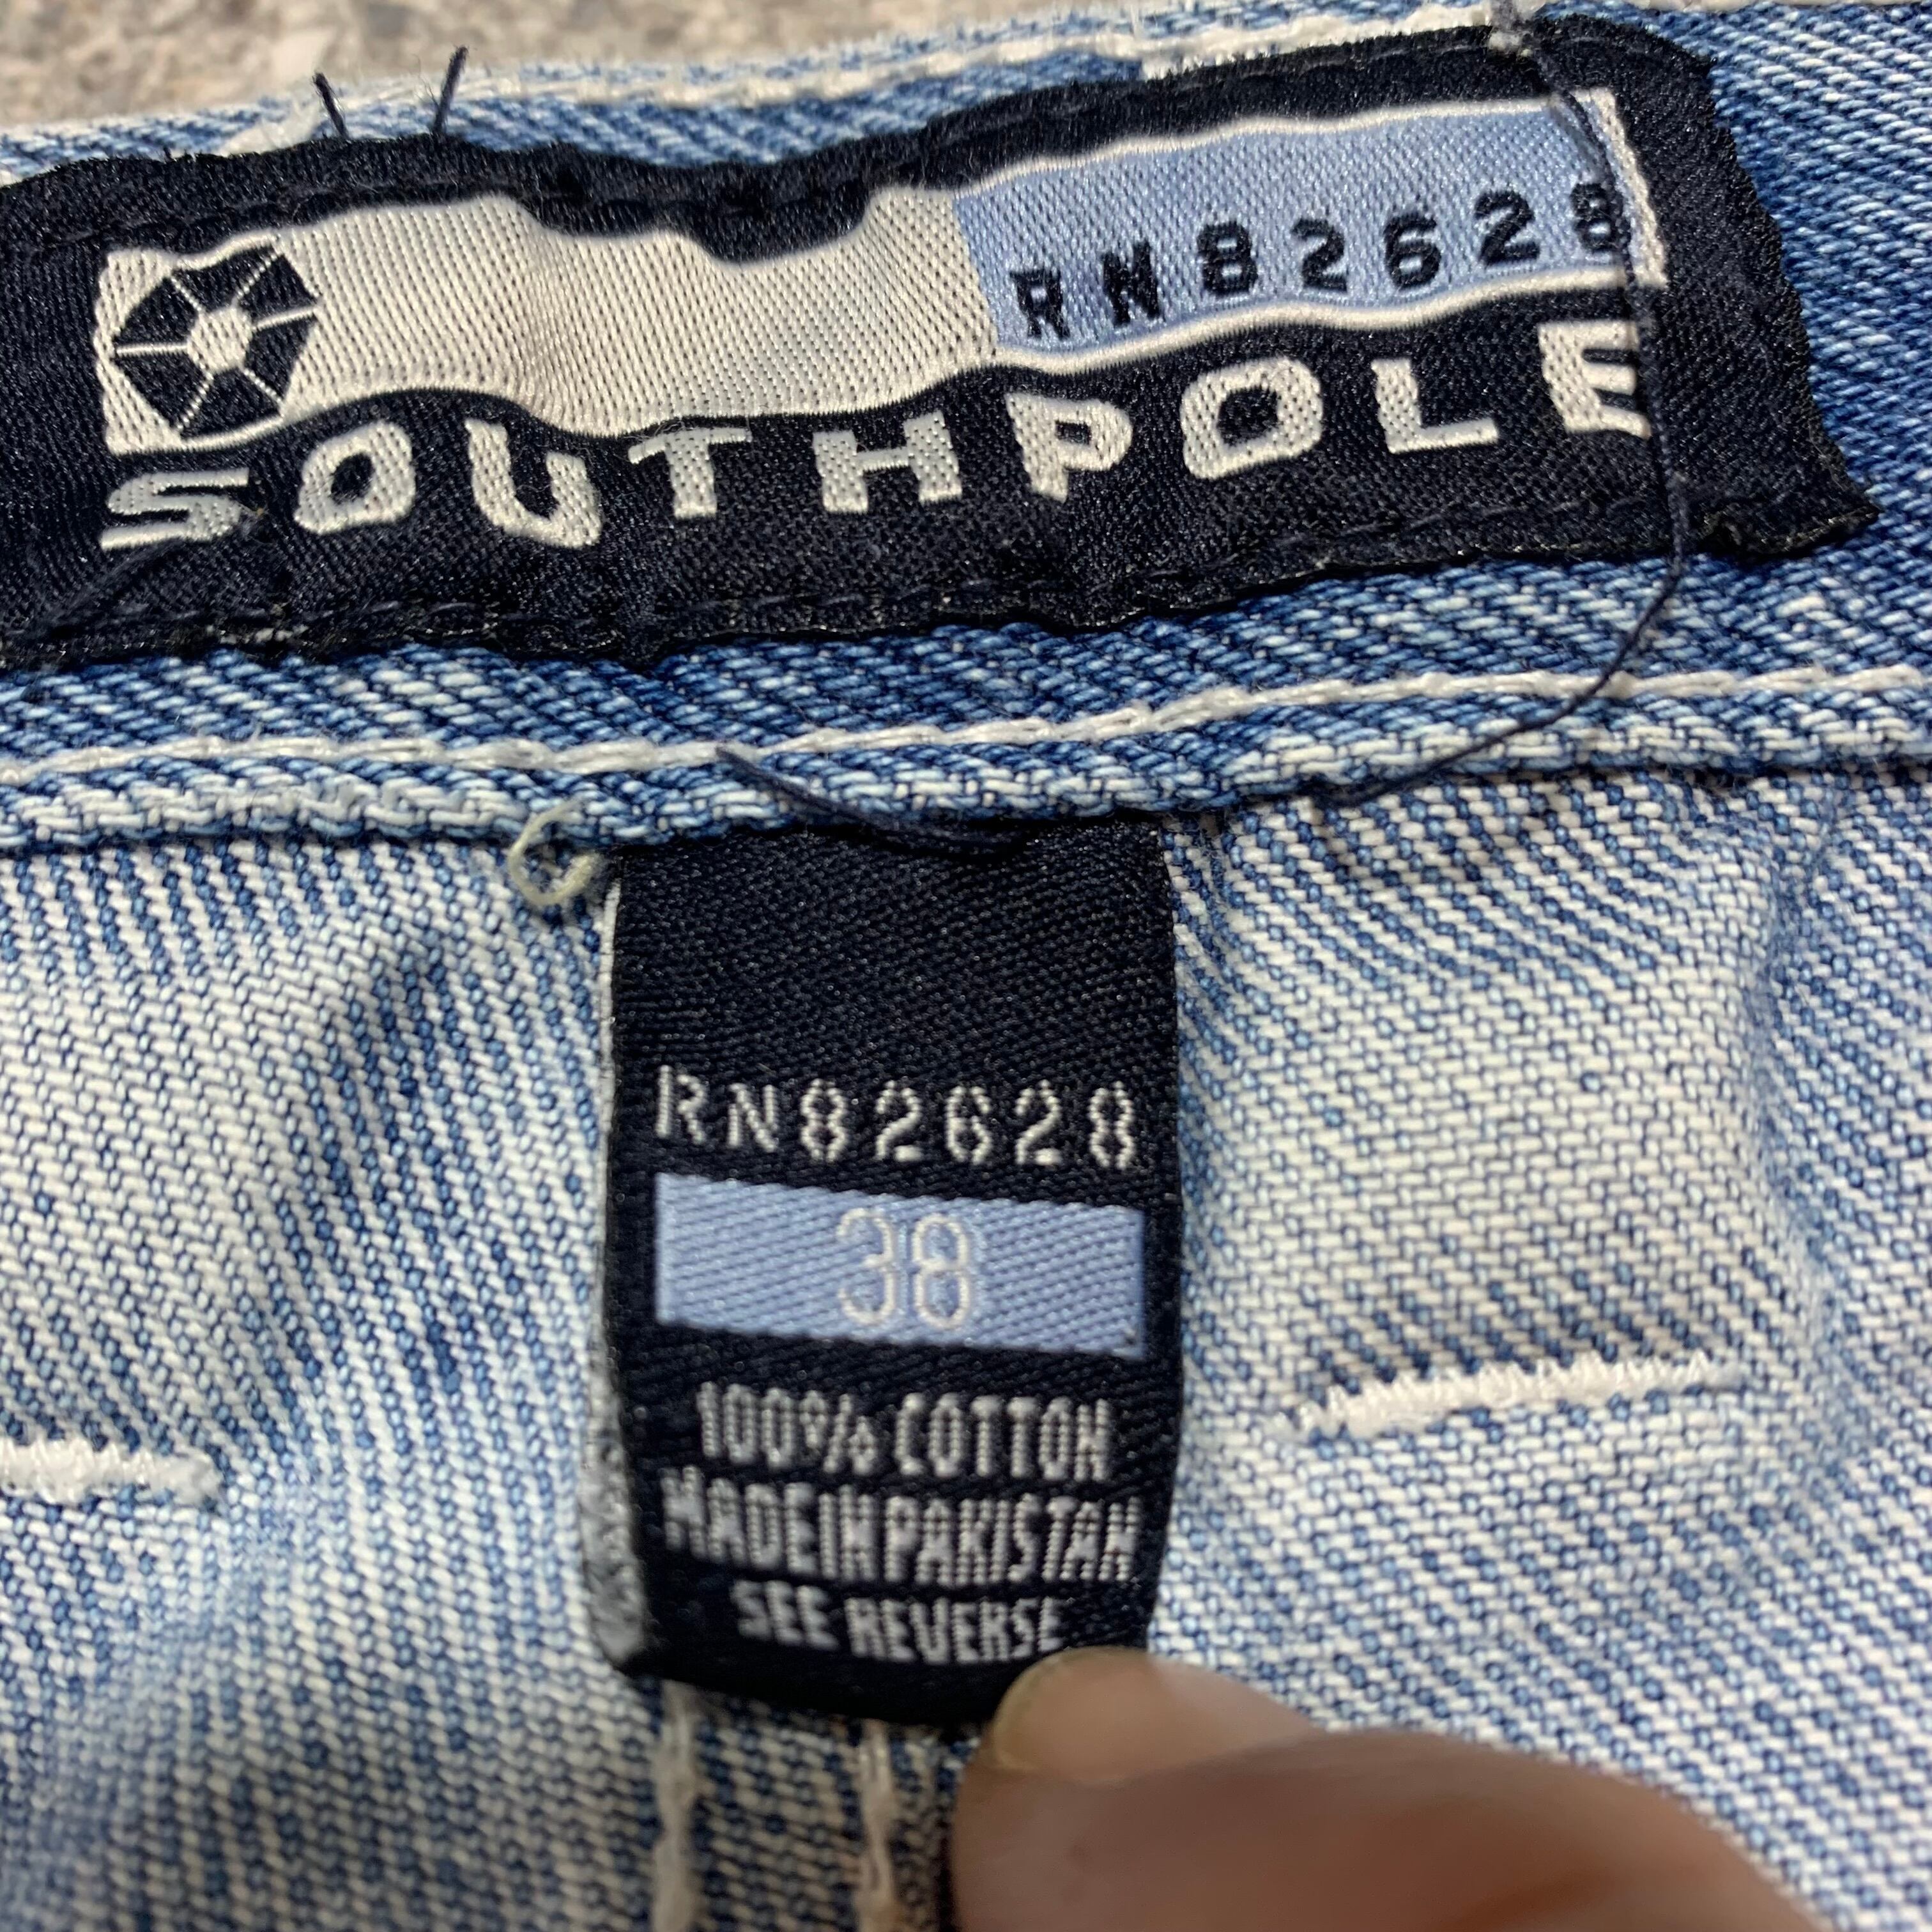 RN82628
SOUTHPOLE
RN82628
38
100% COTTON
MADE IN PAKISTAN
SEE REVERSE